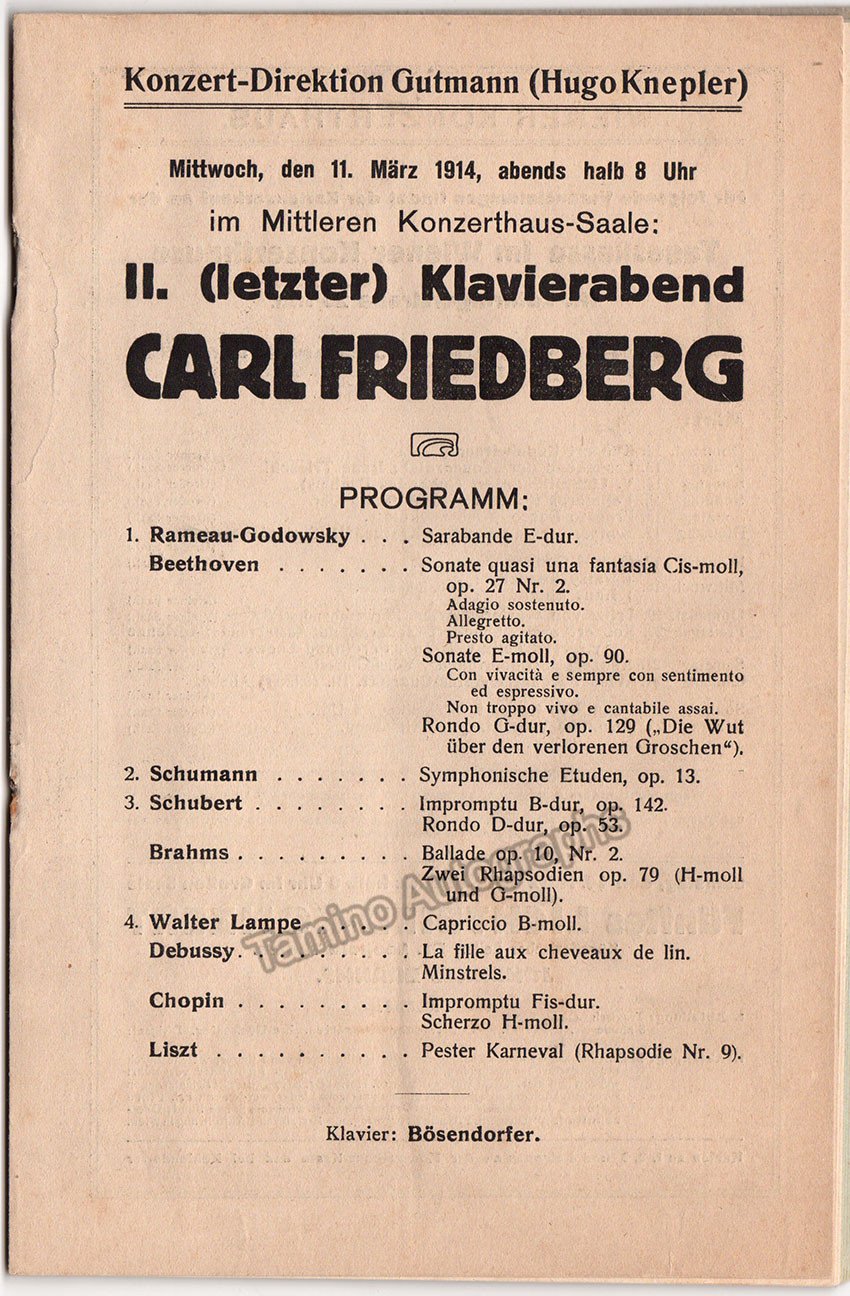 Konzert-Direktion Gutmann (Hugo Knepler)
Mittwoch, den 11. März 1914, abends halb 8 Uhr
im Mittleren Konzerthaus-Saale:
II. (letzter) Klavierabend
CARL FRIEDBERG
PROGRAMM:
1. Rameau-Godowsky . . . Sarabande E-dur.
Beethoven . . . . . . . Sonate quasi una fantasia Cis-moll,
op. 27 Nr. 2.
Adagio sostenuto.
Allegretto.
Presto agitato.
Sonate E-moll, op. 90.
Con vivacità e sempre con sentimento
ed espressivo.
Non troppo vivo e cantabile assai.
Rondo G-dur, op. 129 („Die Wut
über den verlorenen Groschen“).
2. Schumann . . . . . . . Symphonische Etuden, op. 13.
3. Schubert . . . . . . . . Impromptu B-dur, op. 142.
Rondo D-dur, op. 53.
Brahms . . . . . . . . . Ballade op. 10, Nr. 2.
Zwei Rhapsodien op. 79 (H-moll
und G-moll).
4. Walter Lampe . . . . . Capriccio B-moll.
Debussy. . . . . . . . . La fille aux cheveaux de lin.
Minstrels.
Chopin . . . . . . . . . Impromptu Fis-dur.
Scherzo H-moll.
Liszt . . . . . . . . . . Pester Karneval (Rhapsodie Nr. 9).
Klavier: Bösendorfer.
Tamino Autographs